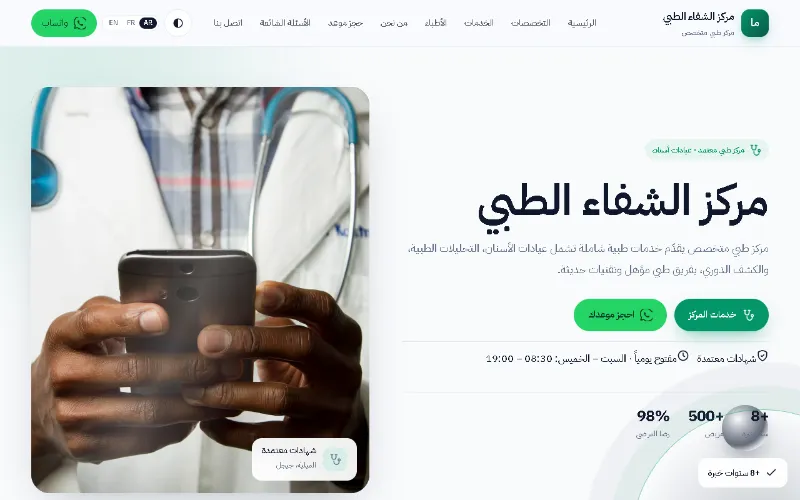 ما
مركز الشفاء الطبي
مركز طبي متخصص
الرئيسية
التخصصات
الخدمات
الأطباء
من نحن
حجز موعد
الأسئلة الشائعة
اتصل بنا
AR
FR
EN
واتساب
مركز طبي معتمد · عيادات أسنان
مركز الشفاء الطبي
مركز طبي متخصص يقدّم خدمات طبية شاملة تشمل عيادات الأسنان، التحليلات الطبية،
والكشف الدوري، بفريق طبي مؤهل وتقنيات حديثة.
خدمات المركز
احجز موعدك
شهادات معتمدة
مفتوح يومياً · السبت – الخميس: 08:30 – 19:00
8+
500+
مريض
98%
رضا المرضى
+8 سنوات خبرة
شهادات معتمدة
الميلية، جيجل